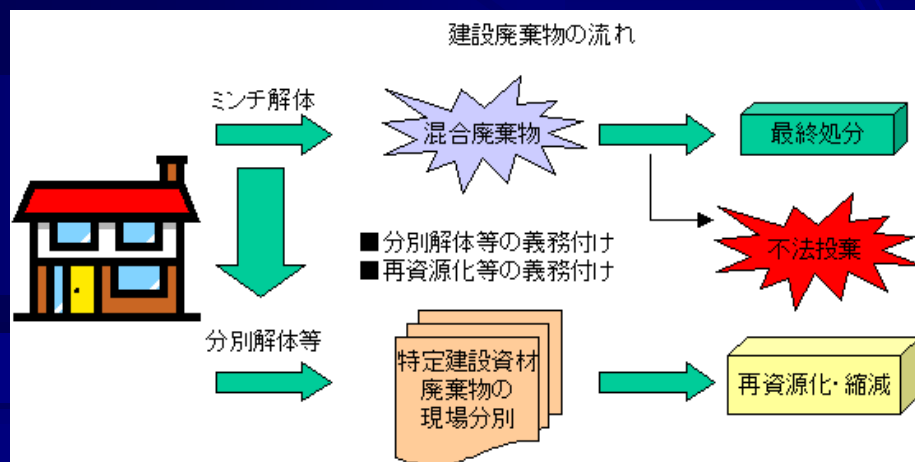 建設廃棄物の流れ
ミンチ解体
混合廃棄物
最終処分
不法投棄
■分別解体等の義務付け
■再資源化等の義務付け
分別解体等
特定建設資材
廃棄物の
現場分別
再資源化・縮減